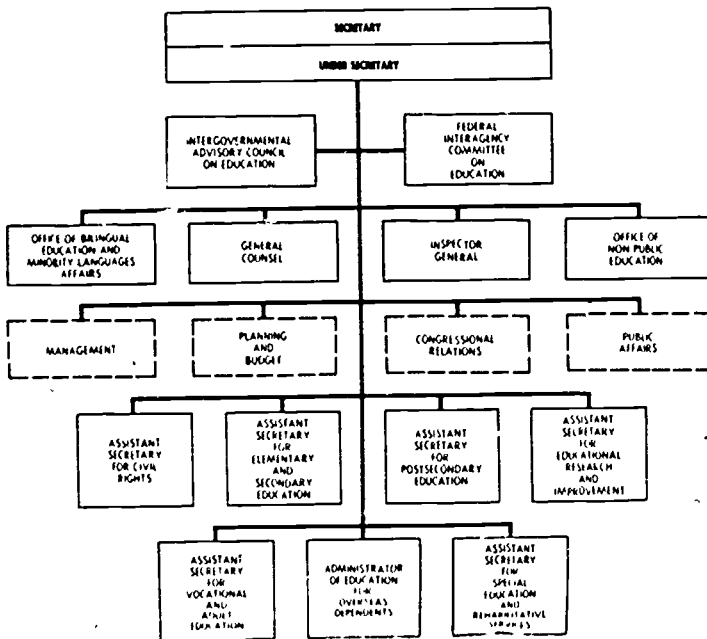 SECRETARY
UNDER SECRETARY
INTERGOVERNMENTAL
ADVISORY COUNCIL
ON EDUCATION
FEDERAL
INTERAGENCY
COMMITTEE
ON
EDUCATION
OFFICE OF BILINGUAL
EDUCATION AND
MINORITY LANGUAGES
AFFAIRS
GENERAL
COUNSEL
INSPECTOR
GENERAL
OFFICE OF
NON PUBLIC
EDUCATION
MANAGEMENT
PLANNING
AND
BUDGET
CONGRESSIONAL
RELATIONS
PUBLIC
AFFAIRS
ASSISTANT
SECRETARY
FOR CIVIL
RIGHTS
ASSISTANT
SECRETARY
FOR
ELEMENTARY
AND
SECONDARY
EDUCATION
ASSISTANT
SECRETARY
FOR
POSTSECONDARY
EDUCATION
ASSISTANT
SECRETARY FOR
EDUCATIONAL
RESEARCH
AND
IMPROVEMENT
ASSISTANT
SECRETARY
FOR
VOCATIONAL
AND
ADULT
EDUCATION
ADMINISTRATOR
OF EDUCATION
FOR
OVERSEAS
DEPENDENTS
ASSISTANT
SECRETARY
FOR
SPECIAL
EDUCATION
AND
REHABILITATIVE
SERVICES